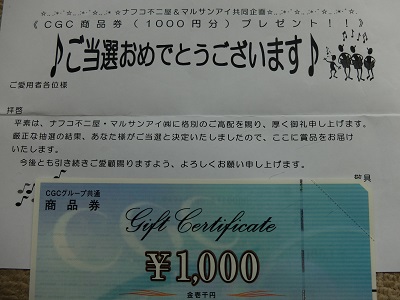 ☆…★…☆…★ ナフコ不二屋＆マルサンアイ共同企画☆…★…☆…★…☆
《CGC商品券（1000円分）プレゼント！！》
♪ご当選おめでとうございます♪
ご愛用者各位様
拝啓
平素は、ナフコ不二屋・マルサンアイ㈱に格別のご高配を賜り、厚く御礼申し上げます。
厳正な抽選の結果、あなた様がご当選と決定いたしましたので、ここに賞品をお届け
いたします。
今後とも引き続きご愛顧賜りますよう、よろしくお願い申し上げます。
敬具
CGCグループ共通
商品券
Gift Certificate
¥1,000
金壱千円